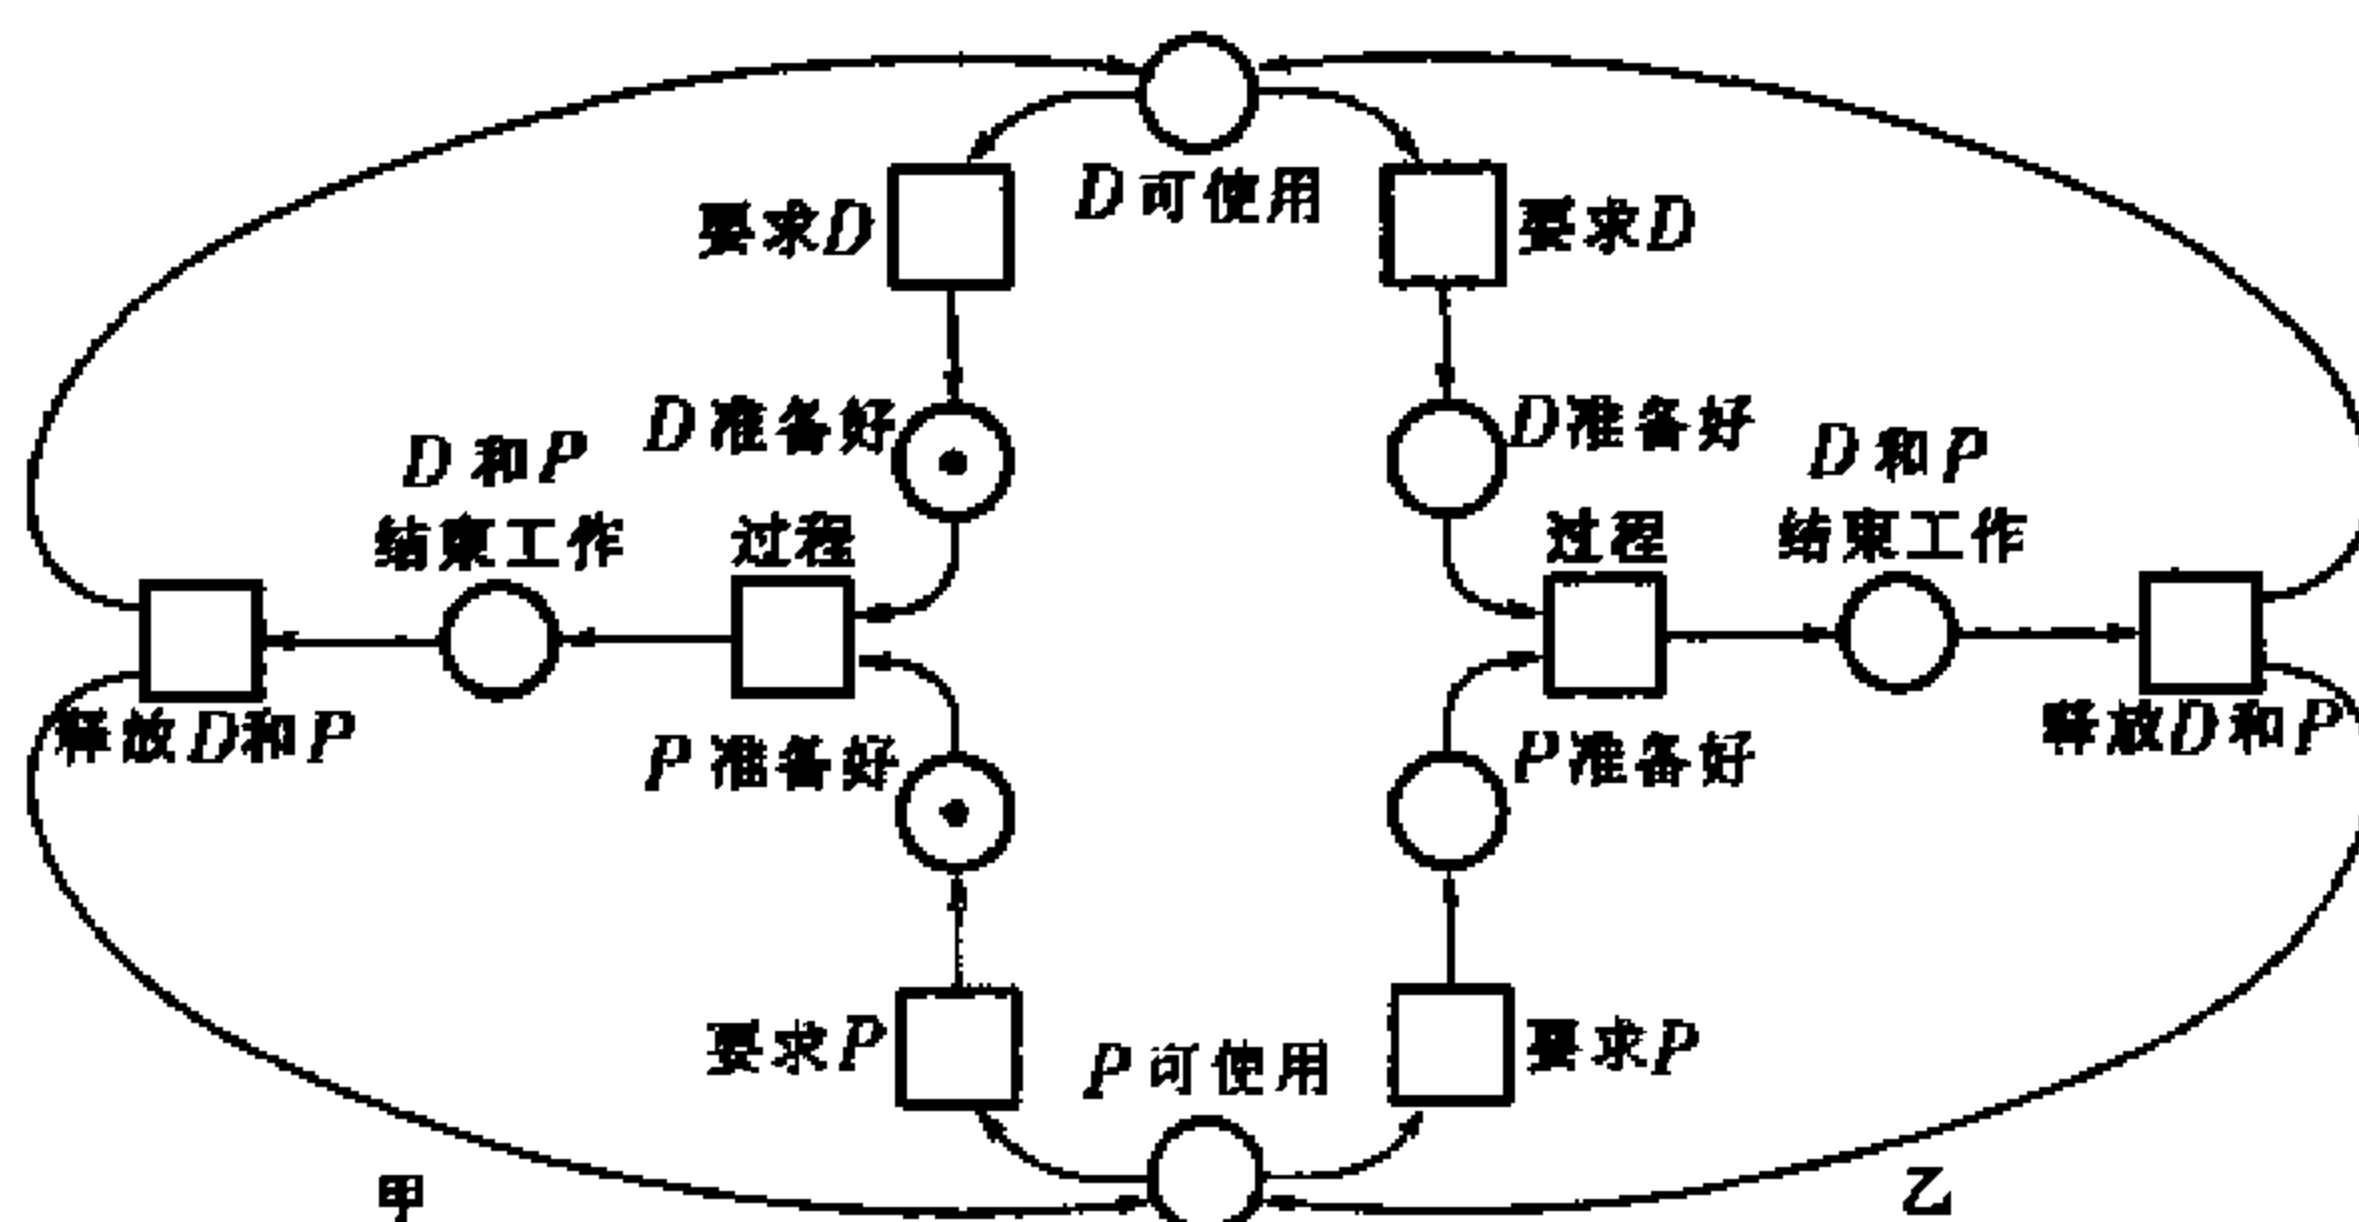 D可使用
要求D
要求D
D准备好
D准备好
D和P
结束工作
D和P
结束工作
过程
过程
释放D和P
释放D和P
P准备好
P准备好
要求P
要求P
P可使用
甲
乙